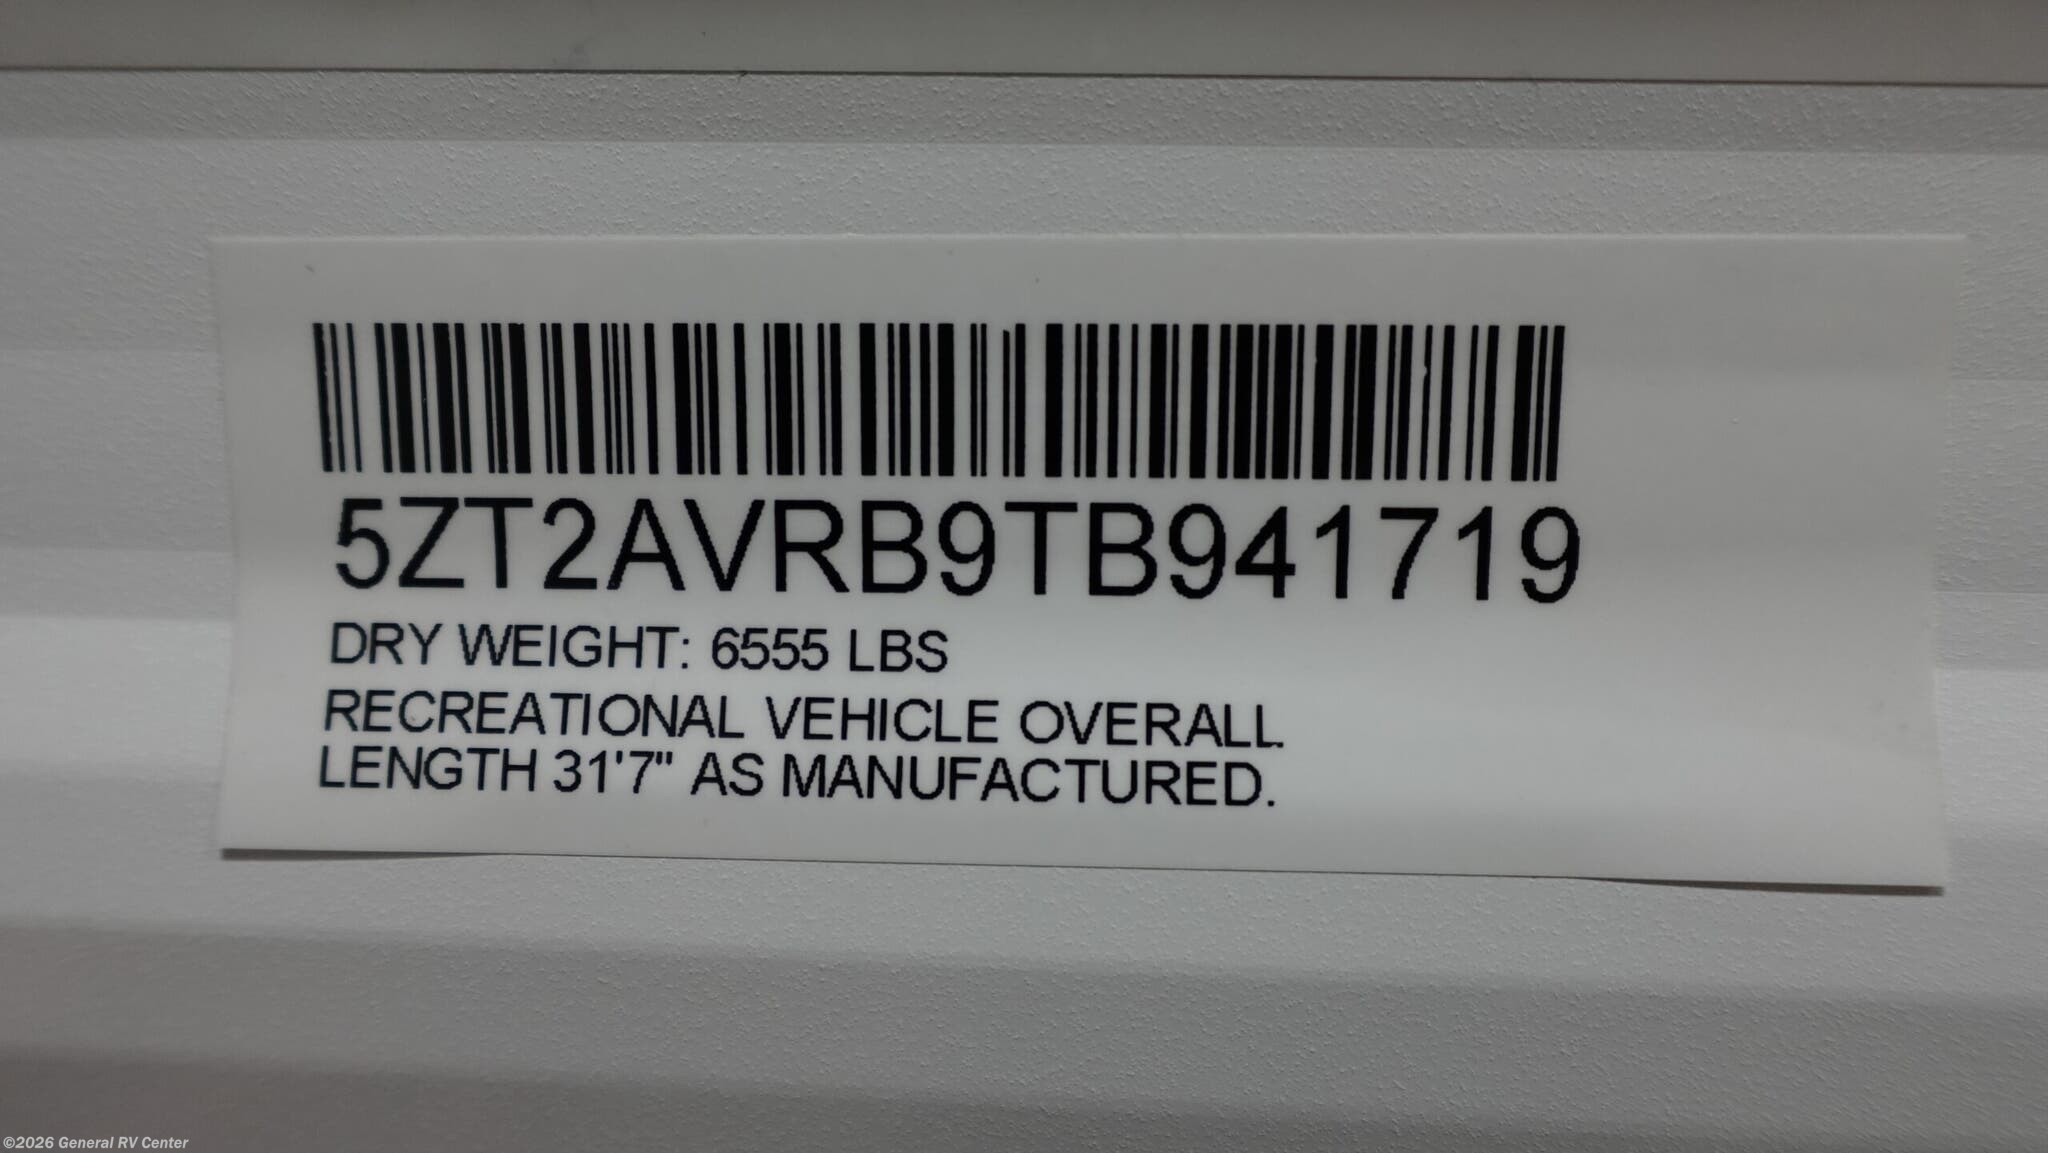 5ZT2AVRB9TB941719
DRY WEIGHT: 6555 LBS
RECREATIONAL VEHICLE OVERALL
LENGTH 31'7" AS MANUFACTURED.
©2026 General RV Center